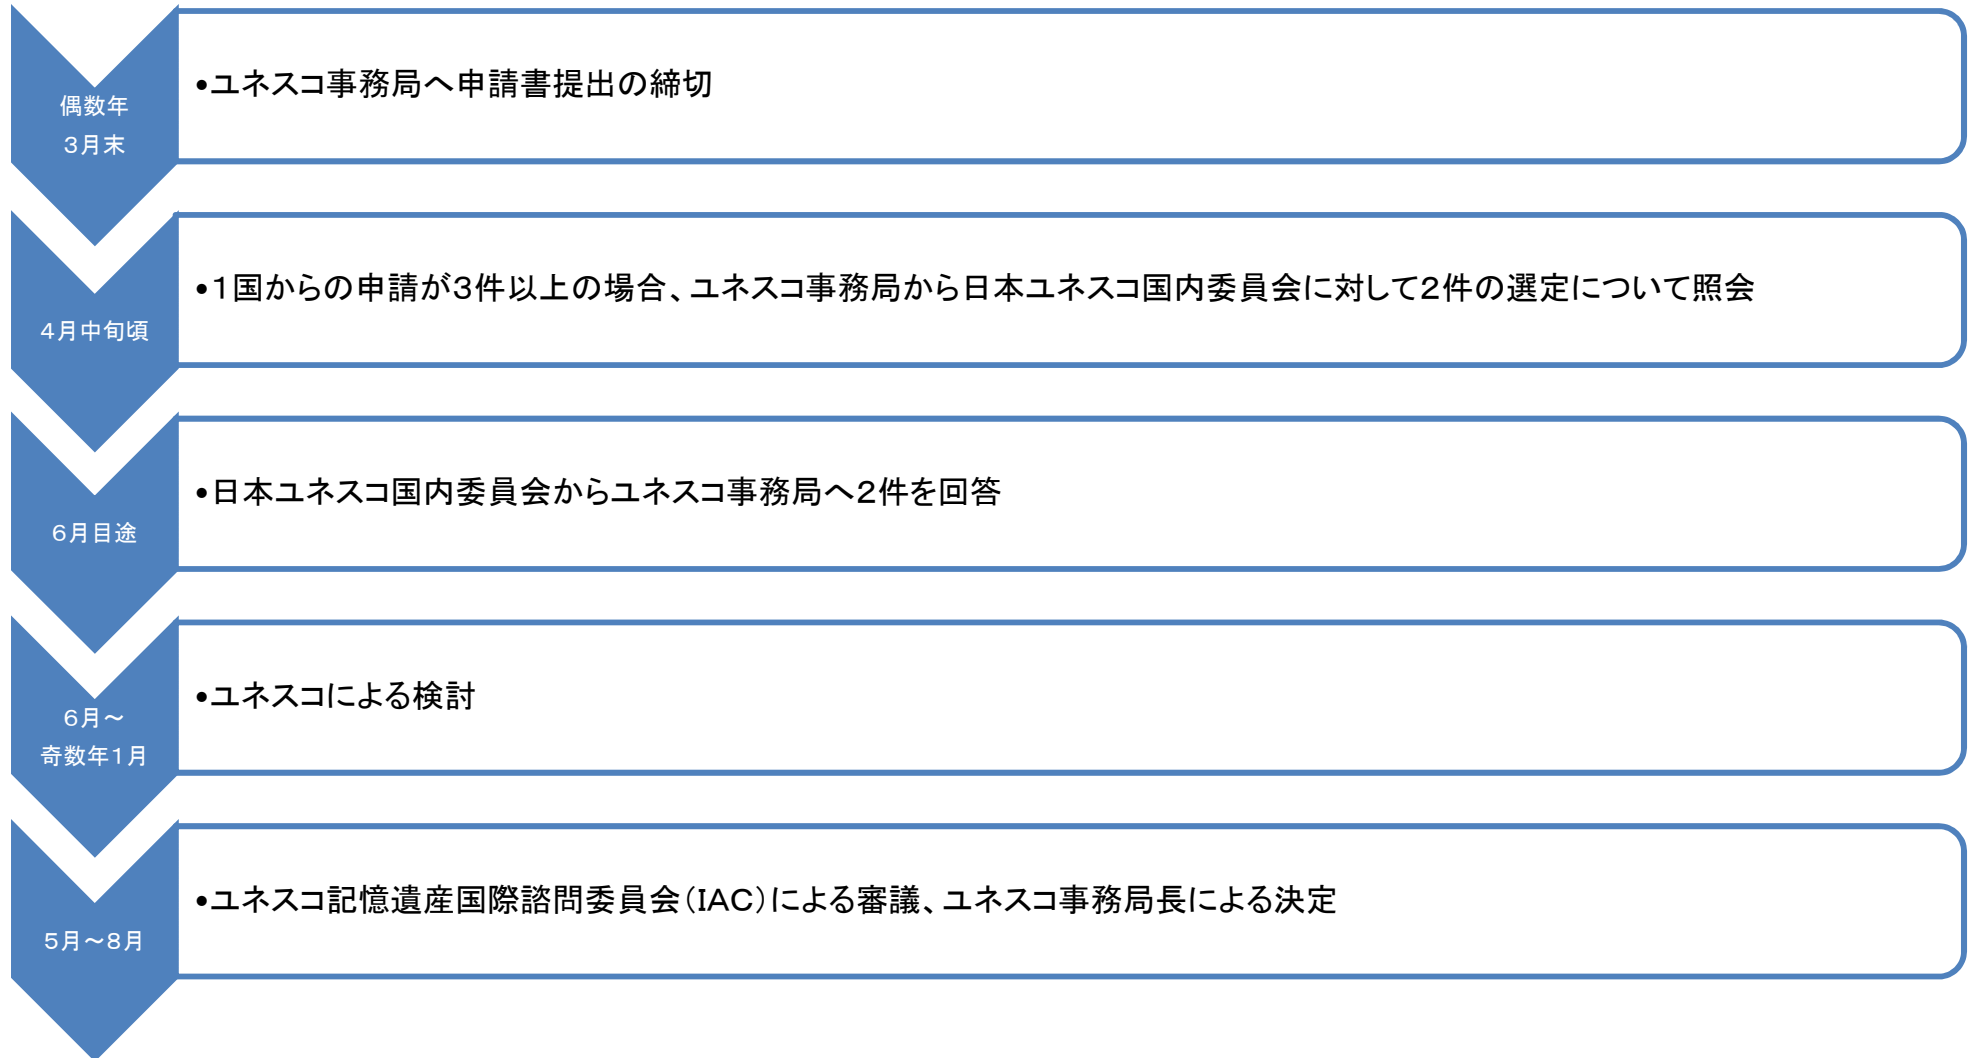 偶数年
3月末
•ユネスコ事務局へ申請書提出の締切
4月中旬頃
•1国からの申請が3件以上の場合、ユネスコ事務局から日本ユネスコ国内委員会に対して2件の選定について照会
6月目途
•日本ユネスコ国内委員会からユネスコ事務局へ2件を回答
6月～
奇数年1月
•ユネスコによる検討
5月～8月
•ユネスコ記憶遺産国際諮問委員会（IAC）による審議、ユネスコ事務局長による決定